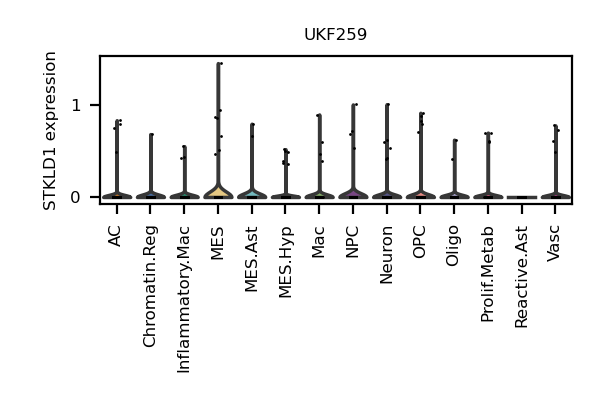 UKF259
STKLD1 expression
1
0
AC
Chromatin.Reg
Inflammatory.Mac
MES
MES.Ast
MES.Hyp
Mac
NPC
Neuron
OPC
Oligo
Prolif.Metab
Reactive.Ast
Vasc